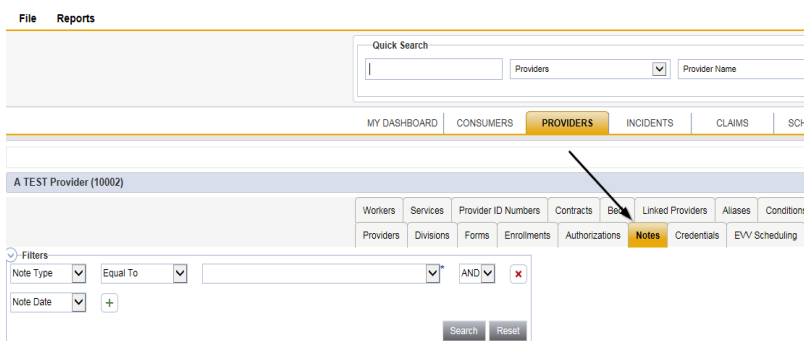 File Reports
Quick Search
Providers Provider Name
MY DASHBOARD CONSUMERS PROVIDERS INCIDENTS CLAIMS SCH
A TEST Provider (10002)
Workers Services Provider ID Numbers Contracts Linked Providers Aliases Conditions
Providers Divisions Forms Enrollments Authorizations Notes Credentials EVV Scheduling
Filters
Note Type Equal To * AND x
Note Date +
Search Reset